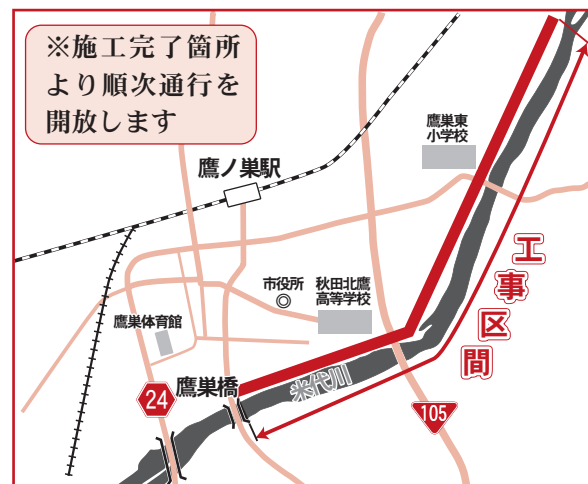 ※施工完了箇所
より順次通行を
開放します
鷹巣東
小学校
鷹ノ巣駅
市役所
秋田北鷹
高等学校
鷹巣体育館
工事区間
鷹巣橋
米代川
24
105